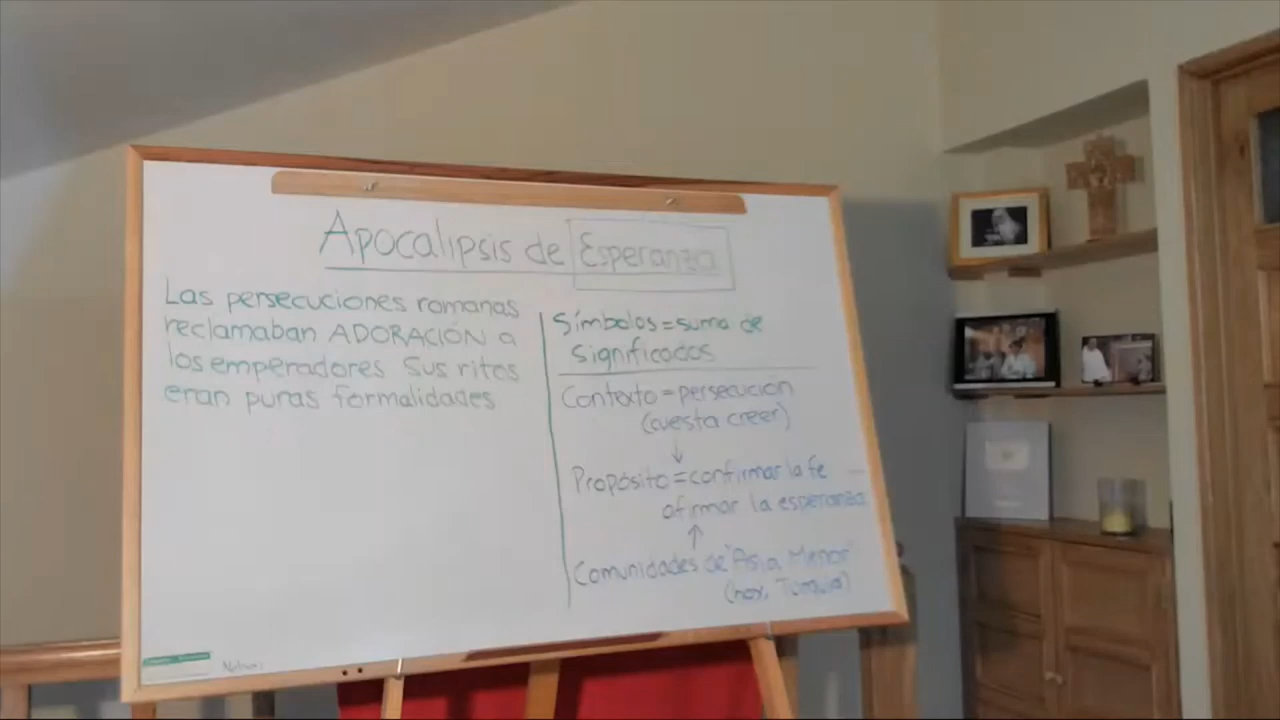 Apocalipsis de Esperanza
Las persecuciones romanas
reclamaban ADORACIÓN a
los emperadores Sus ritos
eran puras formalidades
Símbolos = suma de
significados
Contexto = persecución
(cuesta creer)
Propósito = confirmar la fe
afirmar la esperanza
Comunidades de "Asia Menor"
(hoy, Turquía)